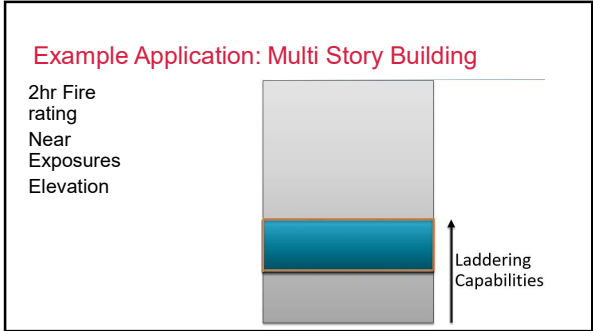 Example Application: Multi Story Building
2hr Fire
rating
Near
Exposures
Elevation
Laddering
Capabilities